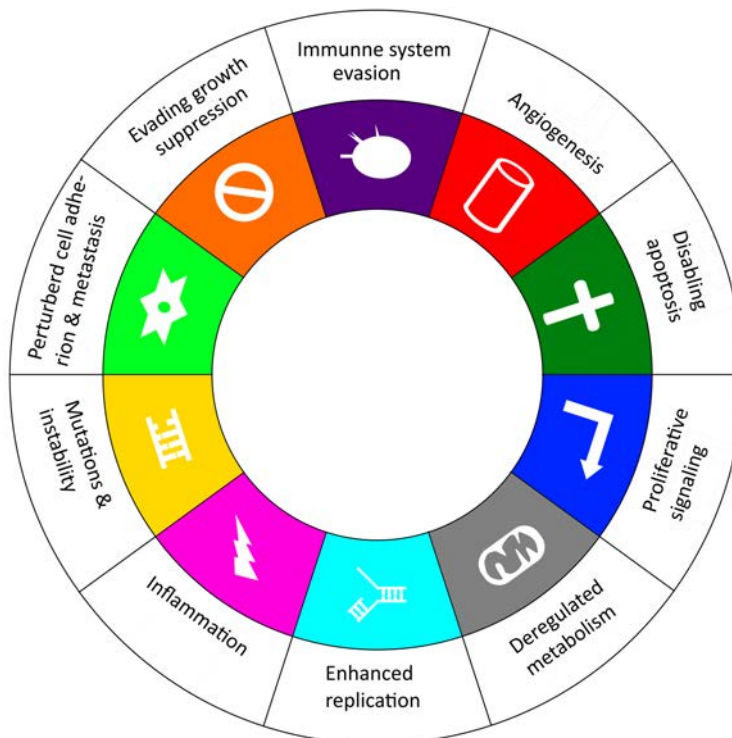 Immunne system
evasion
Angiogenesis
Disabling
apoptosis
Proliferative
signaling
Deregulated
metabolism
Enhanced
replication
Inflammation
Mutations &
instability
Perturberd cell adhe-
rion & metastasis
Evading growth
suppression